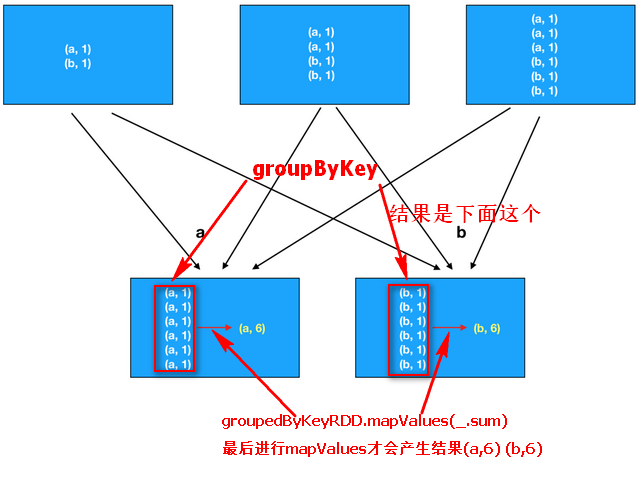 (a, 1)
(b, 1)
(a, 1)
(a, 1)
(b, 1)
(b, 1)
(a, 1)
(a, 1)
(a, 1)
(b, 1)
(b, 1)
(b, 1)
groupByKey
结果是下面这个
a
b
(a, 1)
(a, 1)
(a, 1)
(a, 1)
(a, 1)
(a, 1)
(a, 6)
(b, 1)
(b, 1)
(b, 1)
(b, 1)
(b, 1)
(b, 1)
(b, 6)
groupedByKeyRDD.mapValues(_.sum)
最后进行mapValues才会产生结果(a,6) (b,6)